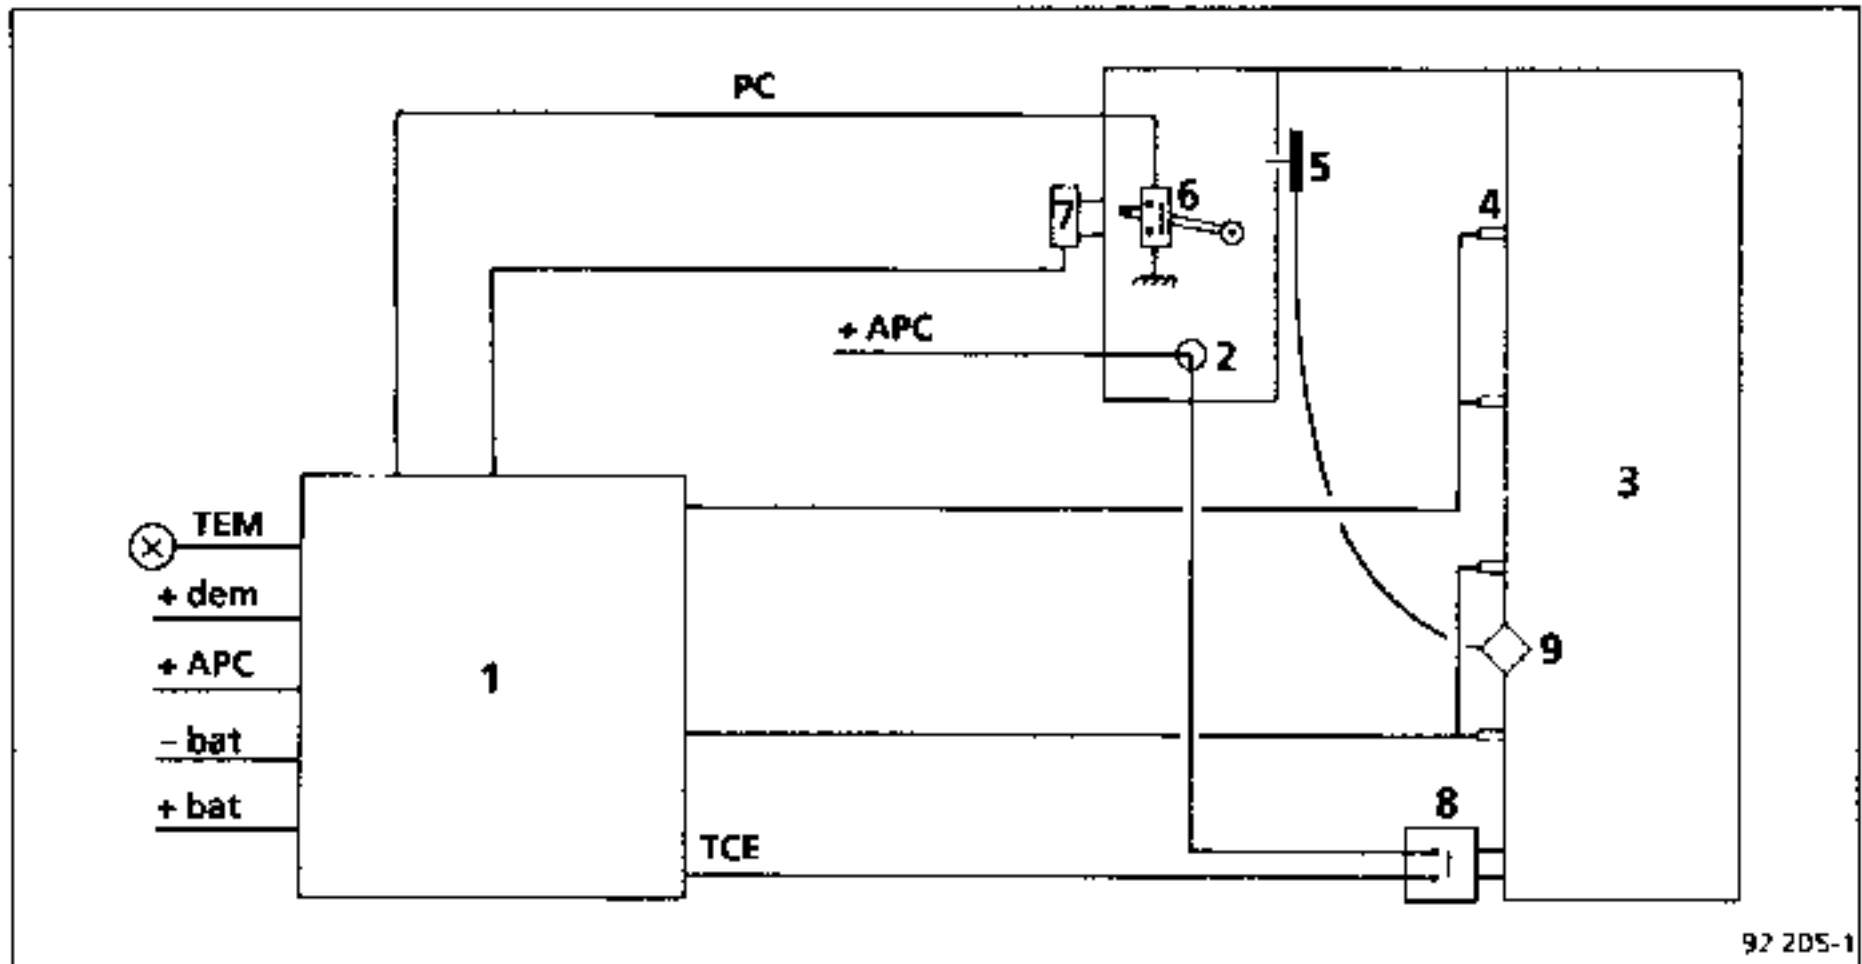 PC
5
6
4
7
+ APC
2
3
TEM
+ dem
+ APC
1
9
- bat
+ bat
8
TCE
92 205-1